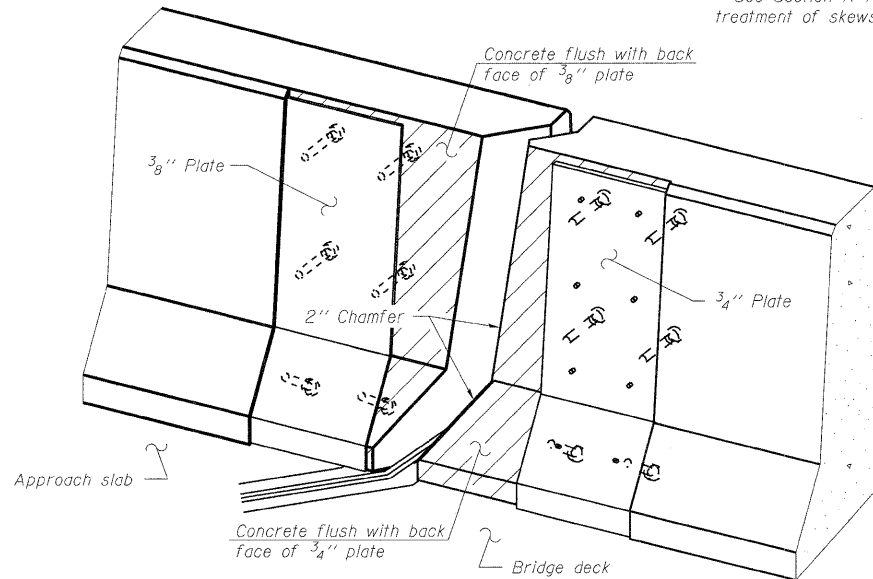 treatment of skews
Concrete flush with back
face of 3/8" plate
3/8" Plate
3/4" Plate
2" Chamfer
Approach slab
Concrete flush with back
face of 3/4" plate
Bridge deck